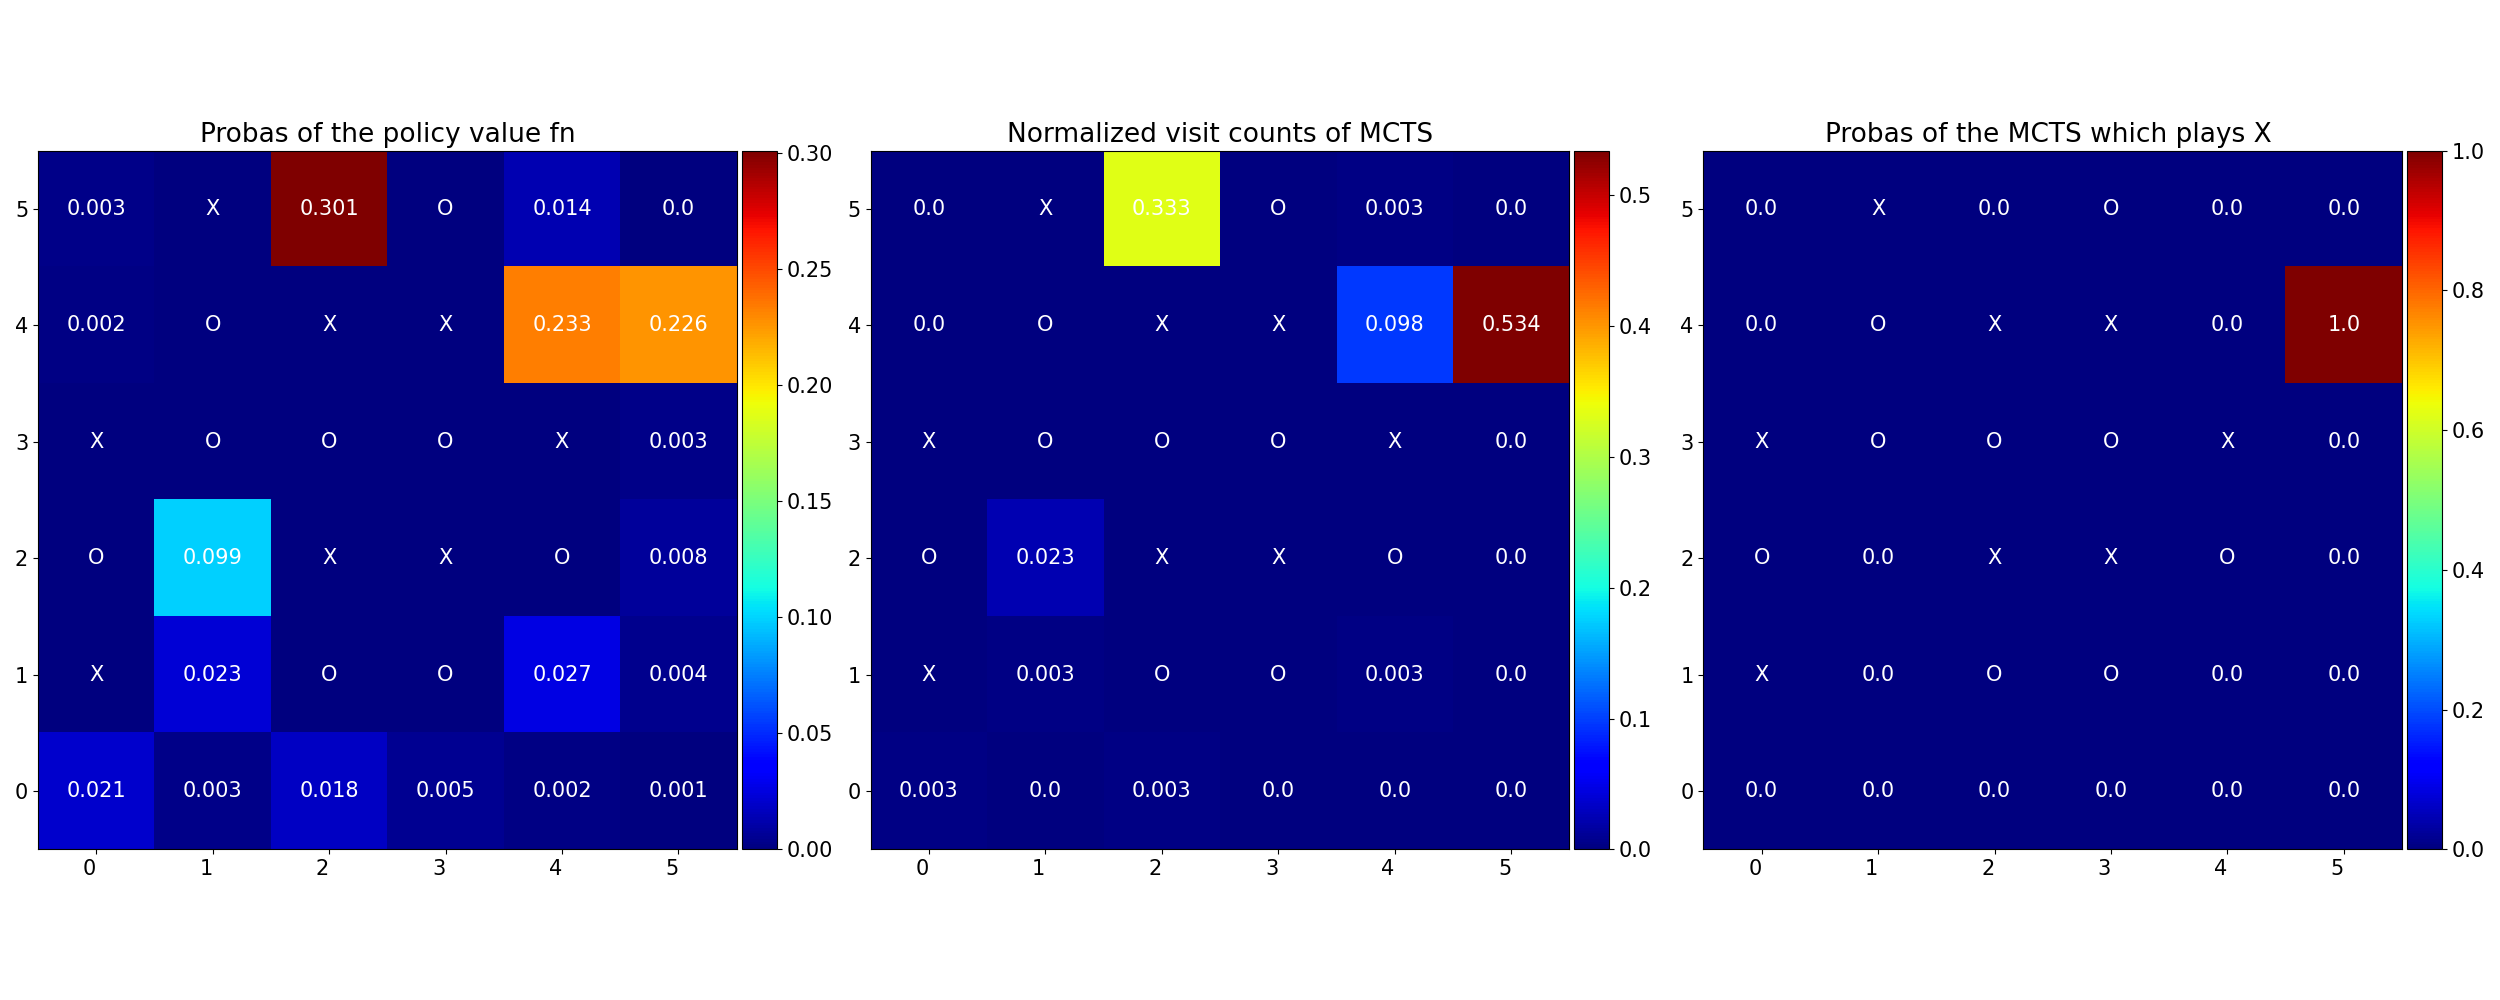 Probas of the policy value fn
5 0.003 X 0.301 O 0.014 0.0
4 0.002 O X X 0.233 0.226
3 X O O O X 0.003
2 O 0.099 X X O 0.008
1 X 0.023 O O 0.027 0.004
0 0.021 0.003 0.018 0.005 0.002 0.001
0 1 2 3 4 5
0.30
0.25
0.20
0.15
0.10
0.05
0.00
Normalized visit counts of MCTS
5 0.0 X 0.333 O 0.003 0.0
4 0.0 O X X 0.098 0.534
3 X O O O X 0.0
2 O 0.023 X X O 0.0
1 X 0.003 O O 0.003 0.0
0 0.003 0.0 0.003 0.0 0.0 0.0
0 1 2 3 4 5
0.5
0.4
0.3
0.2
0.1
0.0
Probas of the MCTS which plays X
5 0.0 X 0.0 O 0.0 0.0
4 0.0 O X X 0.0 1.0
3 X O O O X 0.0
2 O 0.0 X X O 0.0
1 X 0.0 O O 0.0 0.0
0 0.0 0.0 0.0 0.0 0.0 0.0
0 1 2 3 4 5
1.0
0.8
0.6
0.4
0.2
0.0